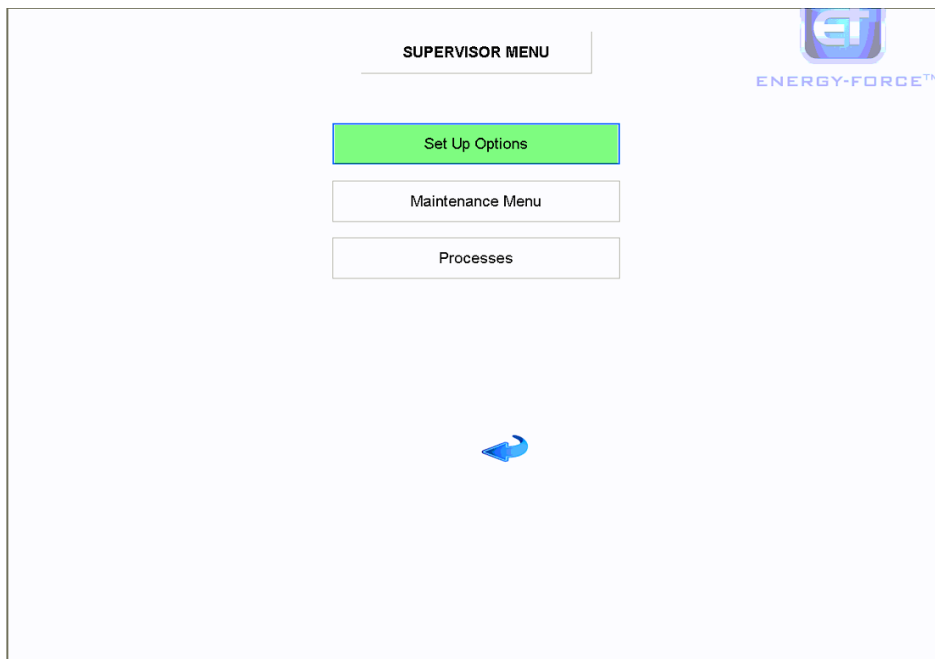 SUPERVISOR MENU
ENERGY-FORCE™
Set Up Options
Maintenance Menu
Processes